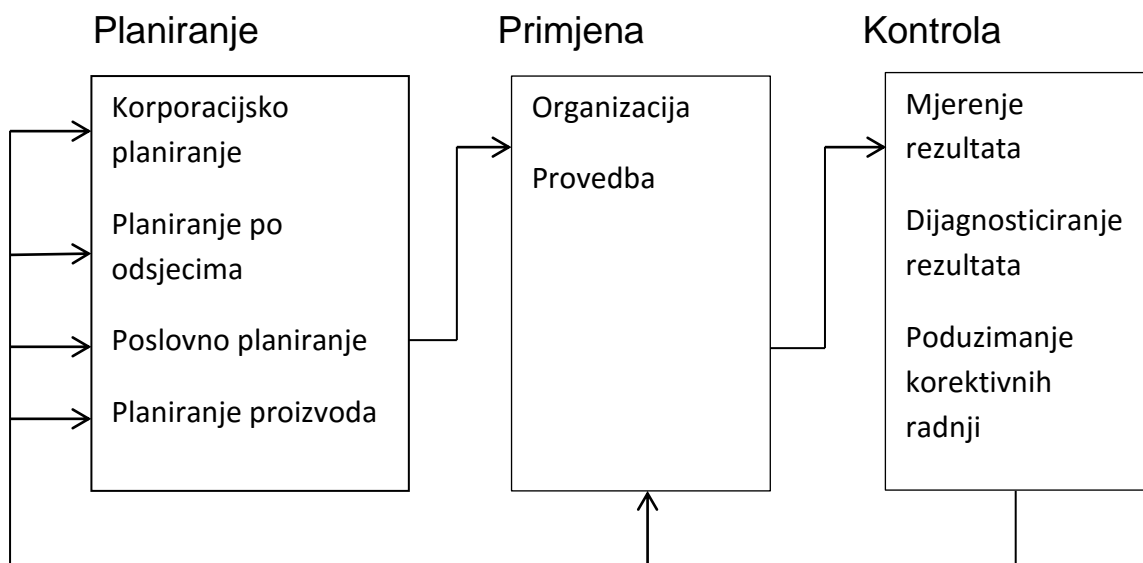 Planiranje
Primjena
Kontrola
Korporacijsko
planiranje
Planiranje po
odsjecima
Poslovno planiranje
Planiranje proizvoda
Organizacija
Provedba
Mjerenje
rezultata
Dijagnosticiranje
rezultata
Poduzimanje
korektivnih
radnji